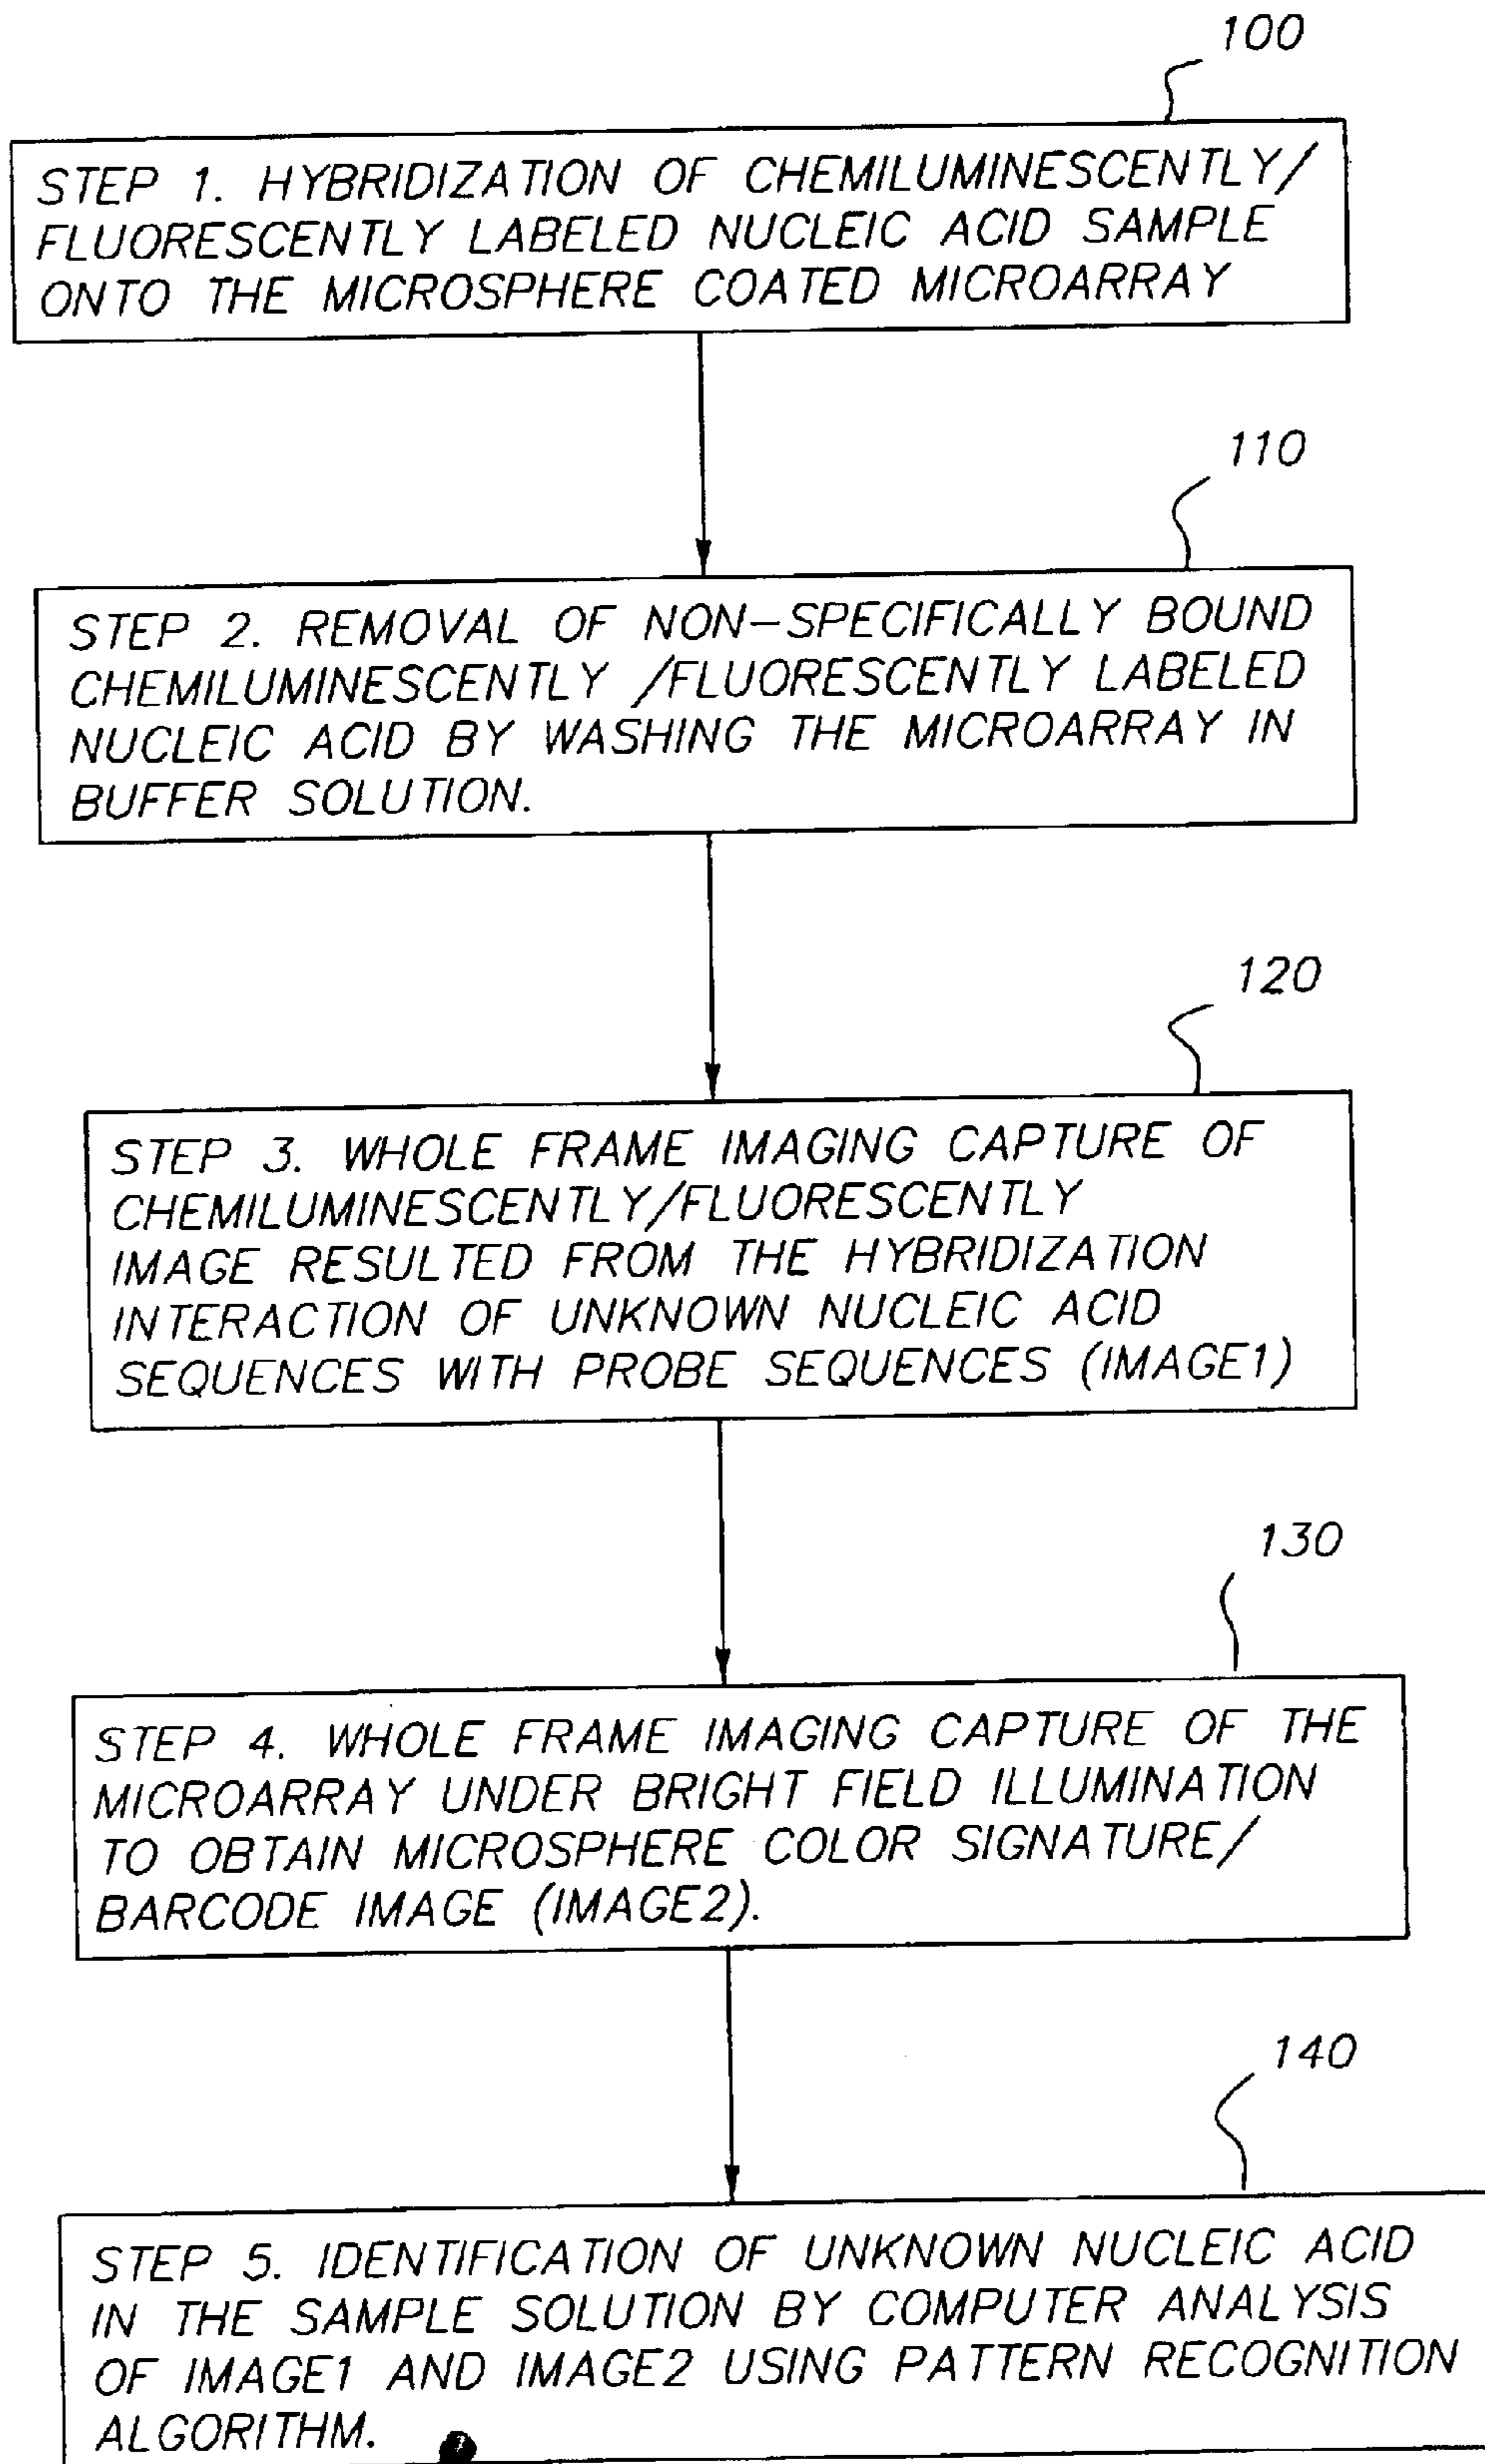 100
STEP 1. HYBRIDIZATION OF CHEMILUMINESCENTLY/
FLUORESCENTLY LABELED NUCLEIC ACID SAMPLE
ONTO THE MICROSPHERE COATED MICROARRAY
110
STEP 2. REMOVAL OF NON-SPECIFICALLY BOUND
CHEMILUMINESCENTLY /FLUORESCENTLY LABELED
NUCLEIC ACID BY WASHING THE MICROARRAY IN
BUFFER SOLUTION.
120
STEP 3. WHOLE FRAME IMAGING CAPTURE OF
CHEMILUMINESCENTLY/FLUORESCENTLY
IMAGE RESULTED FROM THE HYBRIDIZATION
INTERACTION OF UNKNOWN NUCLEIC ACID
SEQUENCES WITH PROBE SEQUENCES (IMAGE1)
130
STEP 4. WHOLE FRAME IMAGING CAPTURE OF THE
MICROARRAY UNDER BRIGHT FIELD ILLUMINATION
TO OBTAIN MICROSPHERE COLOR SIGNATURE/
BARCODE IMAGE (IMAGE2).
140
STEP 5. IDENTIFICATION OF UNKNOWN NUCLEIC ACID
IN THE SAMPLE SOLUTION BY COMPUTER ANALYSIS
OF IMAGE1 AND IMAGE2 USING PATTERN RECOGNITION
ALGORITHM.